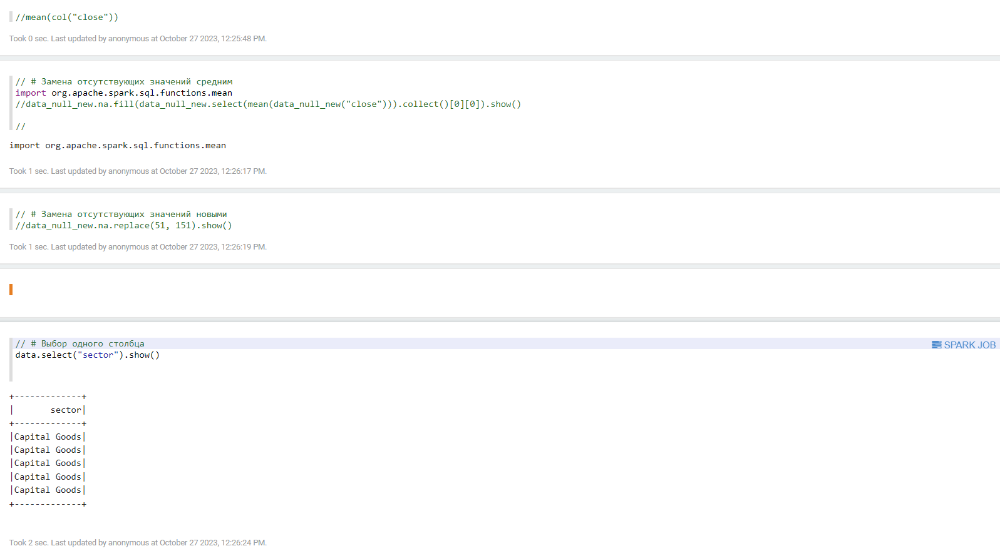 //mean(col("close"))
Took 0 sec. Last updated by anonymous at October 27 2023, 12:25:48 PM.
// # Замена отсутствующих значений средним
import org.apache.spark.sql.functions.mean
//data_null_new.na.fill(data_null_new.select(mean(data_null_new("close"))).collect()[0][0]).show()
//
import org.apache.spark.sql.functions.mean
Took 1 sec. Last updated by anonymous at October 27 2023, 12:26:17 PM.
// # Замена отсутствующих значений новыми
//data_null_new.na.replace(51, 151).show()
Took 1 sec. Last updated by anonymous at October 27 2023, 12:26:19 PM.
// # Выбор одного столбца
SPARK JOB
data.select("sector").show()
+-------------+
|       sector|
+-------------+
|Capital Goods|
|Capital Goods|
|Capital Goods|
|Capital Goods|
|Capital Goods|
+-------------+
Took 2 sec. Last updated by anonymous at October 27 2023, 12:26:24 PM.